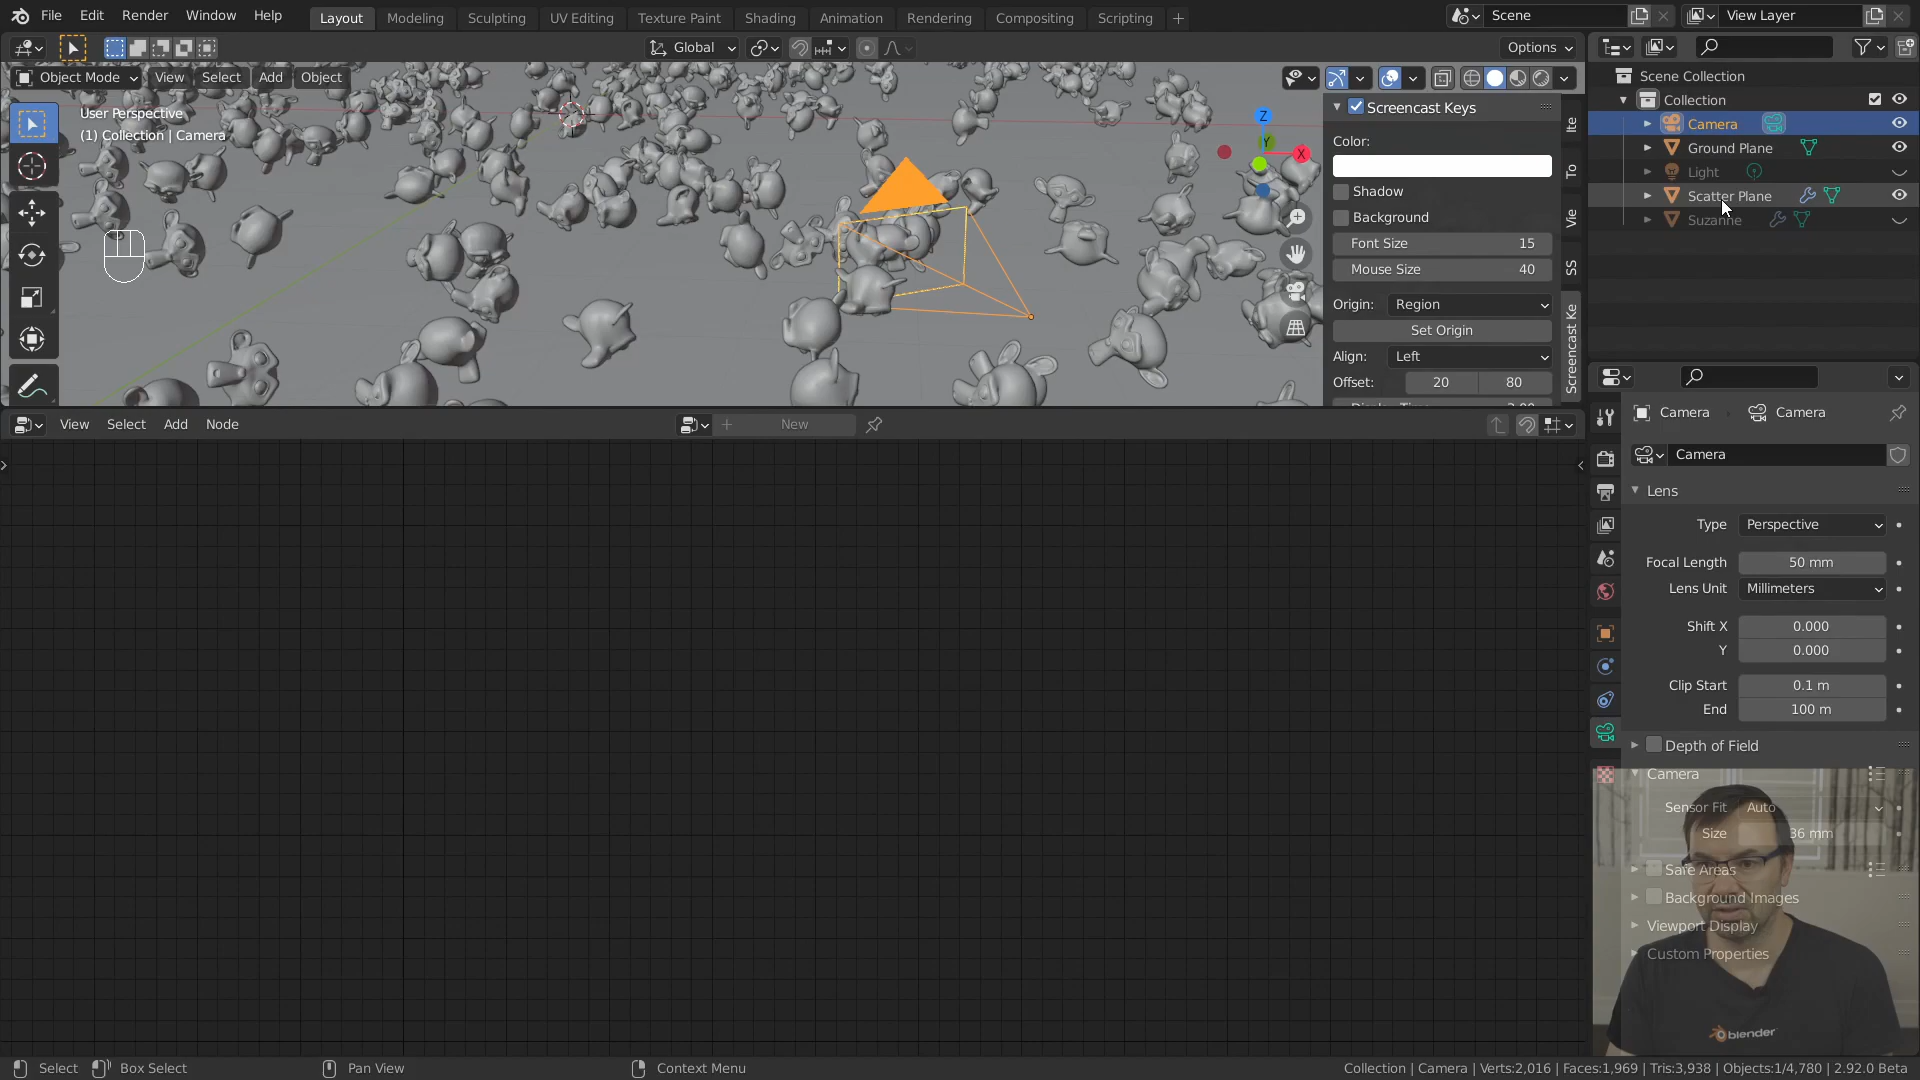 File Edit Render Window Help Layout Modeling Sculpting UV Editing Texture Paint Shading Animation Rendering Compositing Scripting + Scene View Layer
Global Options
Object Mode View Select Add Object
User Perspective
(1) Collection | Camera
Z
Y
X
Screencast Keys
Color:
Shadow
Background
Font Size 15
Mouse Size 40
Origin: Region
Set Origin
Align: Left
Offset: 20 80
Ite
To
Vie
SS
Screencast Ke
Scene Collection
Collection
Camera
Ground Plane
Light
Scatter Plane
Suzanne
View Select Add Node + New
Camera Camera
Camera
Lens
Type Perspective
Focal Length 50 mm
Lens Unit Millimeters
Shift X 0.000
Y 0.000
Clip Start 0.1 m
End 100 m
Depth of Field
Camera
Sensor Fit Auto
Size 36 mm
Safe Areas
Background Images
Viewport Display
Custom Properties
blender
Select Box Select Pan View Context Menu Collection | Camera | Verts:2,016 | Faces:1,969 | Tris:3,938 | Objects:1/4,780 | 2.92.0 Beta